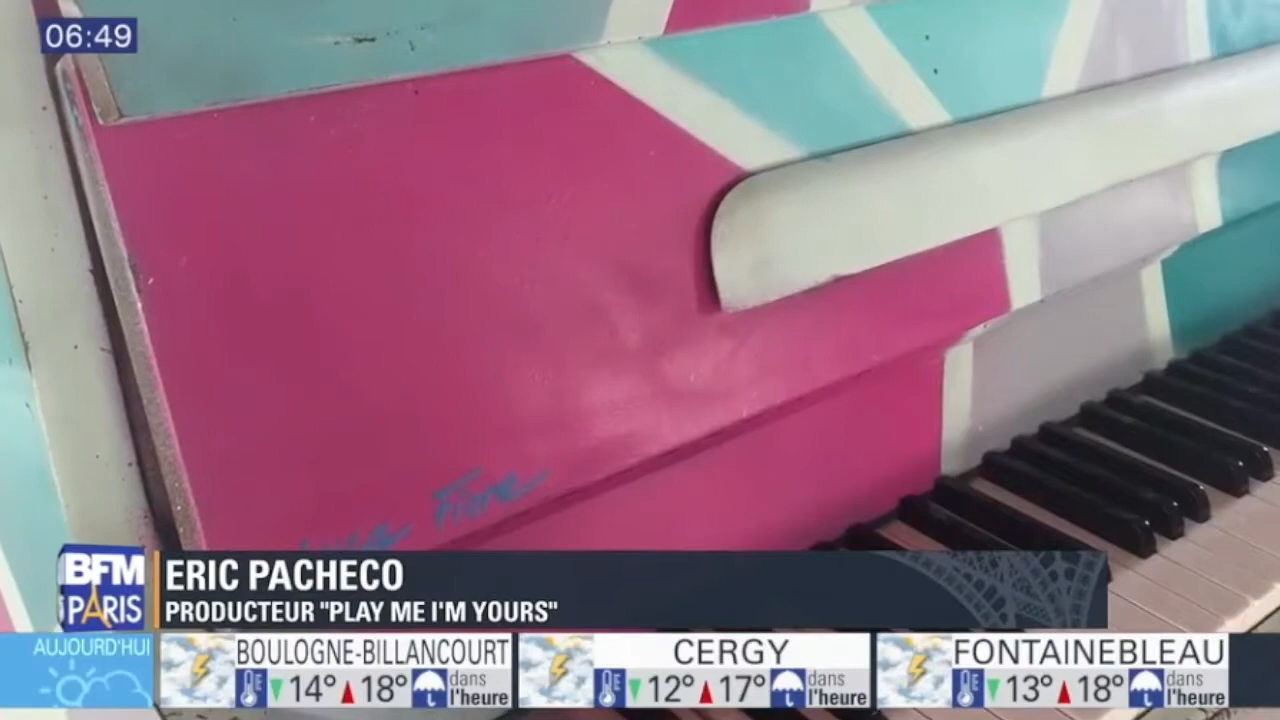 06:49
Fiore
BFM
PARIS
ERIC PACHECO
PRODUCTEUR "PLAY ME I'M YOURS"
AUJOURD'HUI
BOULOGNE-BILLANCOURT
14° 18° dans
l'heure
CERGY
12° 17° dans
l'heure
FONTAINEBLEAU
13° 18° dans
l'heure